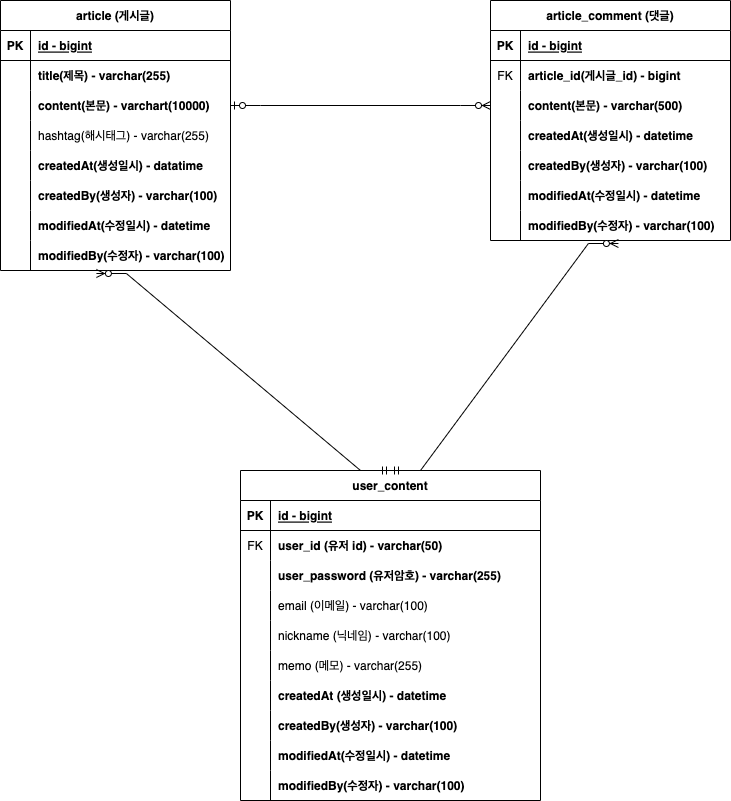 article (게시글)
PK id - bigint
title(제목) - varchar(255)
content(본문) - varchart(10000)
hashtag(해시태그) - varchar(255)
createdAt(생성일시) - datatime
createdBy(생성자) - varchar(100)
modifiedAt(수정일시) - datetime
modifiedBy(수정자) - varchar(100)
article_comment (댓글)
PK id - bigint
FK article_id(게시글_id) - bigint
content(본문) - varchar(500)
createdAt(생성일시) - datetime
createdBy(생성자) - varchar(100)
modifiedAt(수정일시) - datetime
modifiedBy(수정자) - varchar(100)
user_content
PK id - bigint
FK user_id (유저 id) - varchar(50)
user_password (유저암호) - varchar(255)
email (이메일) - varchar(100)
nickname (닉네임) - varchar(100)
memo (메모) - varchar(255)
createdAt (생성일시) - datetime
createdBy(생성자) - varchar(100)
modifiedAt(수정일시) - datetime
modifiedBy(수정자) - varchar(100)